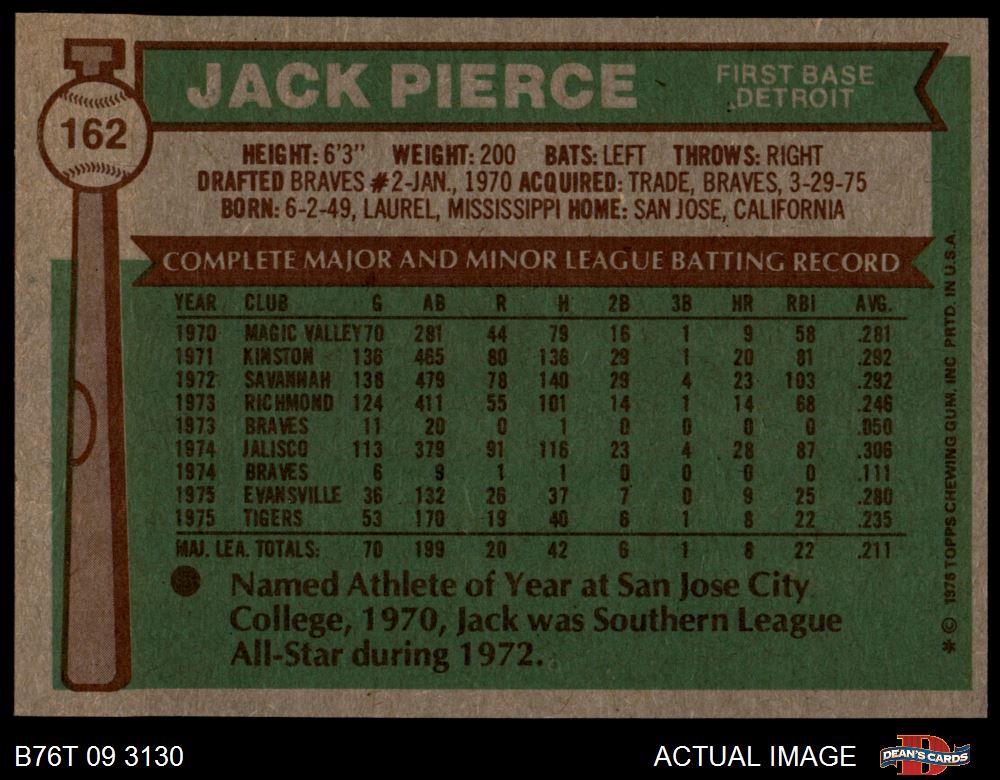 162
JACK PIERCE
FIRST BASE
DETROIT
HEIGHT: 6'3" WEIGHT: 200 BATS: LEFT THROWS: RIGHT
DRAFTED BRAVES #2-JAN., 1970 ACQUIRED: TRADE, BRAVES, 3-29-75
BORN: 6-2-49, LAUREL, MISSISSIPPI HOME: SAN JOSE, CALIFORNIA
COMPLETE MAJOR AND MINOR LEAGUE BATTING RECORD
YEAR CLUB G AB R H 2B 3B HR RBI AVG.
1970 MAGIC VALLEY 70 281 44 79 16 1 9 58 .281
1971 KINSTON 136 465 80 136 29 1 20 81 .292
1972 SAVANNAH 138 479 78 140 29 4 23 103 .292
1973 RICHMOND 124 411 55 101 14 1 14 68 .246
1973 BRAVES 11 20 0 1 0 0 0 0 .050
1974 JALISCO 113 379 91 116 23 4 28 87 .306
1974 BRAVES 6 9 1 1 0 0 0 0 .111
1975 EVANSVILLE 36 132 26 37 7 0 9 25 .280
1975 TIGERS 53 170 19 40 6 1 8 22 .235
MAJ. LEA. TOTALS: 70 199 20 42 6 1 8 22 .211
Named Athlete of Year at San Jose City
College, 1970, Jack was Southern League
All-Star during 1972.
* © 1976 TOPPS CHEWING GUM, INC PRTD. IN U.S.A.
B76T 09 3130
ACTUAL IMAGE
D
DEAN'S CARDS